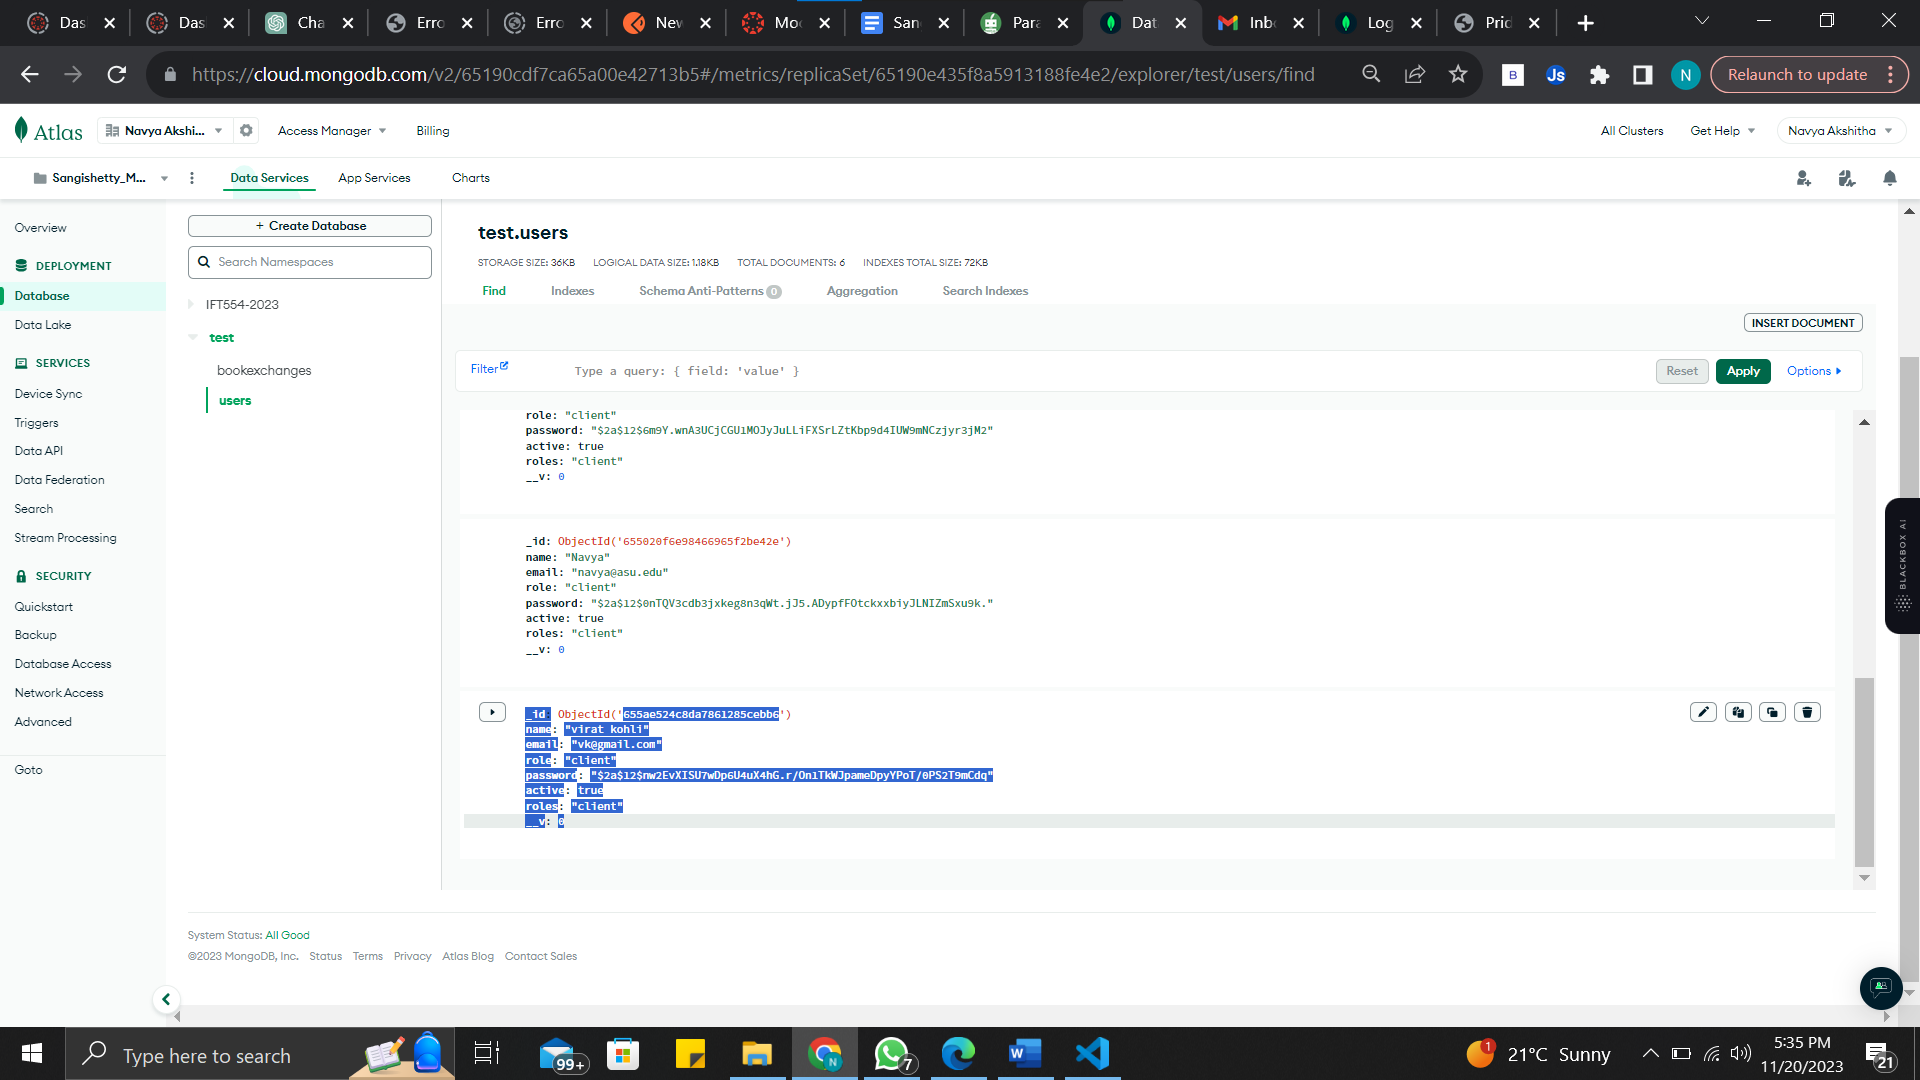 Das
Das
Cha
Erro
Erro
New
Moc
San
Para
Dat
Inbo
Log
Prid
https://cloud.mongodb.com/v2/65190cdf7ca65a00e42713b5#/metrics/replicaSet/65190e435f8a5913188fe4e2/explorer/test/users/find
B
Js
N
Relaunch to update
Atlas
Navya Akshi...
Access Manager
Billing
All Clusters
Get Help
Navya Akshitha
Sangishetty_M...
Data Services
App Services
Charts
Overview
DEPLOYMENT
Database
Data Lake
SERVICES
Device Sync
Triggers
Data API
Data Federation
Search
Stream Processing
SECURITY
Quickstart
Backup
Database Access
Network Access
Advanced
Goto
+ Create Database
Search Namespaces
IFT554-2023
test
bookexchanges
users
test.users
STORAGE SIZE: 36KB LOGICAL DATA SIZE: 1.18KB TOTAL DOCUMENTS: 6 INDEXES TOTAL SIZE: 72KB
Find
Indexes
Schema Anti-Patterns 0
Aggregation
Search Indexes
INSERT DOCUMENT
Filter
Type a query: { field: 'value' }
Reset
Apply
Options
role: "client"
password: "$2a$12$6m9Y.wnA3UCjCGU1MOJyJuLLiFXSrLZtKbp9d4IUW9mNCzjyr3jM2"
active: true
roles: "client"
__v: 0
_id: ObjectId('655020f6e98466965f2be42e')
name: "Navya"
email: "navya@asu.edu"
role: "client"
password: "$2a$12$0nTQV3cdb3jxkeg8n3qWt.jJ5.ADypfFOtckxxbiyJLNIZmSxu9k."
active: true
roles: "client"
__v: 0
_id: ObjectId('655ae524c8da7861285cebb6')
name: "virat kohli"
email: "vk@gmail.com"
role: "client"
password: "$2a$12$nw2EvXISU7wDp6U4uX4hG.r/On1TkWJpameDpyYPoT/0PS2T9mCdq"
active: true
roles: "client"
__v: 0
BLACKBOX AI
System Status: All Good
©2023 MongoDB, Inc. Status Terms Privacy Atlas Blog Contact Sales
Type here to search
99+
N
7
W
1
21°C Sunny
5:35 PM
11/20/2023
21